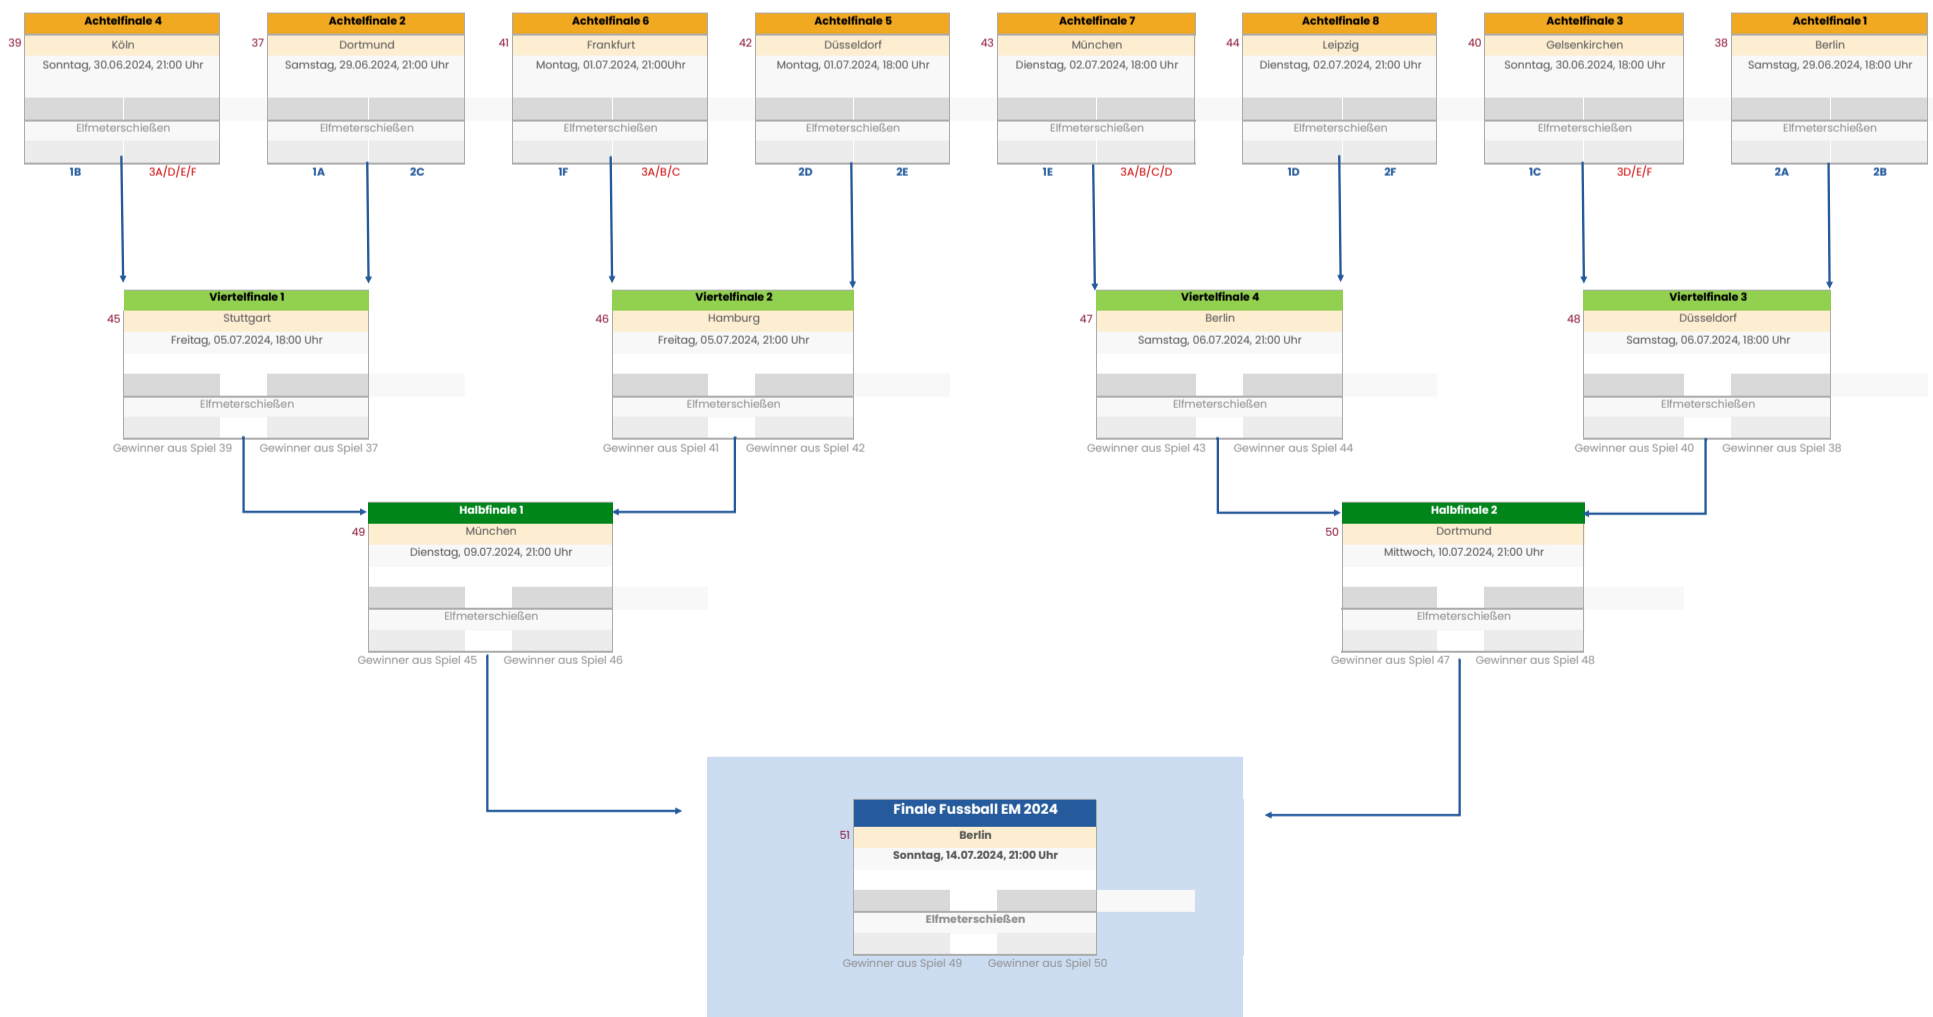 Achtelfinale 4
39
Köln
Sonntag, 30.06.2024, 21:00 Uhr
Elfmeterschießen
1B 3A/D/E/F
Achtelfinale 2
37
Dortmund
Samstag, 29.06.2024, 21:00 Uhr
Elfmeterschießen
1A 2C
Achtelfinale 6
41
Frankfurt
Montag, 01.07.2024, 21:00Uhr
Elfmeterschießen
1F 3A/B/C
Achtelfinale 5
42
Düsseldorf
Montag, 01.07.2024, 18:00 Uhr
Elfmeterschießen
2D 2E
Achtelfinale 7
43
München
Dienstag, 02.07.2024, 18:00 Uhr
Elfmeterschießen
1E 3A/B/C/D
Achtelfinale 8
44
Leipzig
Dienstag, 02.07.2024, 21:00 Uhr
Elfmeterschießen
1D 2F
Achtelfinale 3
40
Gelsenkirchen
Sonntag, 30.06.2024, 18:00 Uhr
Elfmeterschießen
1C 3D/E/F
Achtelfinale 1
38
Berlin
Samstag, 29.06.2024, 18:00 Uhr
Elfmeterschießen
2A 2B
Viertelfinale 1
45
Stuttgart
Freitag, 05.07.2024, 18:00 Uhr
Elfmeterschießen
Gewinner aus Spiel 39 Gewinner aus Spiel 37
Viertelfinale 2
46
Hamburg
Freitag, 05.07.2024, 21:00 Uhr
Elfmeterschießen
Gewinner aus Spiel 41 Gewinner aus Spiel 42
Viertelfinale 4
47
Berlin
Samstag, 06.07.2024, 21:00 Uhr
Elfmeterschießen
Gewinner aus Spiel 43 Gewinner aus Spiel 44
Viertelfinale 3
48
Düsseldorf
Samstag, 06.07.2024, 18:00 Uhr
Elfmeterschießen
Gewinner aus Spiel 40 Gewinner aus Spiel 38
Halbfinale 1
49
München
Dienstag, 09.07.2024, 21:00 Uhr
Elfmeterschießen
Gewinner aus Spiel 45 Gewinner aus Spiel 46
Halbfinale 2
50
Dortmund
Mittwoch, 10.07.2024, 21:00 Uhr
Elfmeterschießen
Gewinner aus Spiel 47 Gewinner aus Spiel 48
Finale Fussball EM 2024
51
Berlin
Sonntag, 14.07.2024, 21:00 Uhr
Elfmeterschießen
Gewinner aus Spiel 49 Gewinner aus Spiel 50